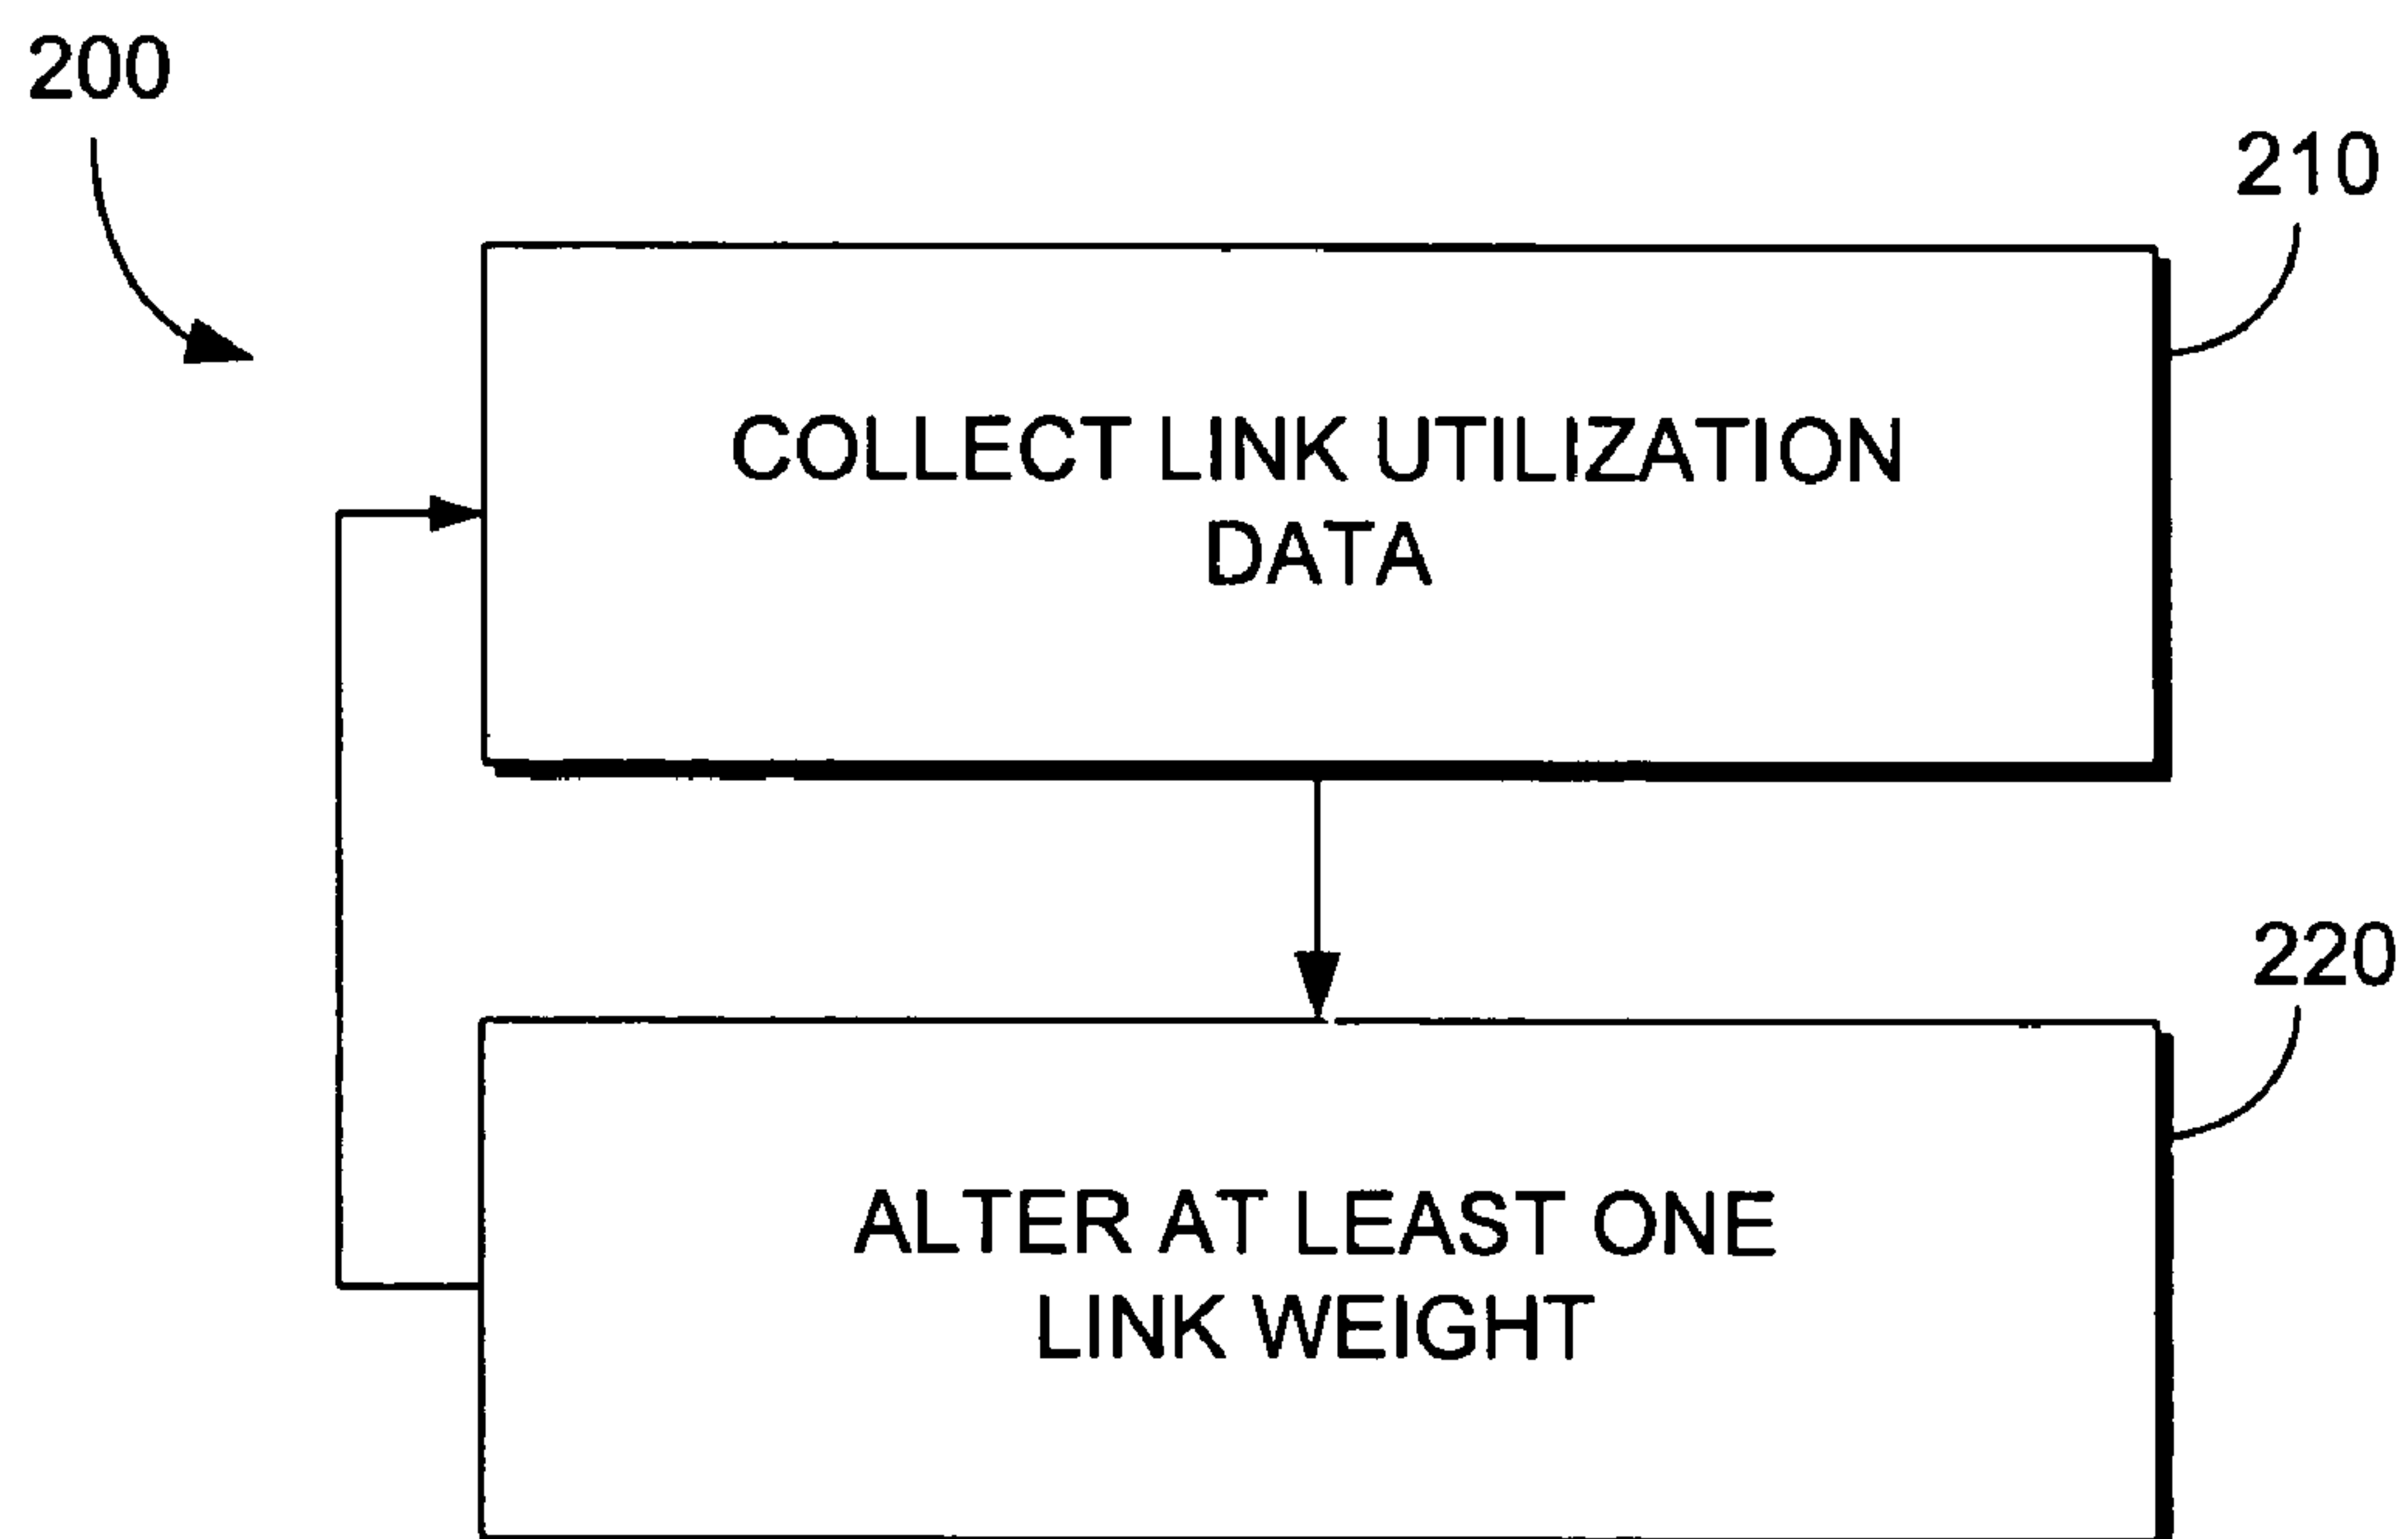 200
210
COLLECT LINK UTILIZATION
DATA
220
ALTER AT LEAST ONE
LINK WEIGHT